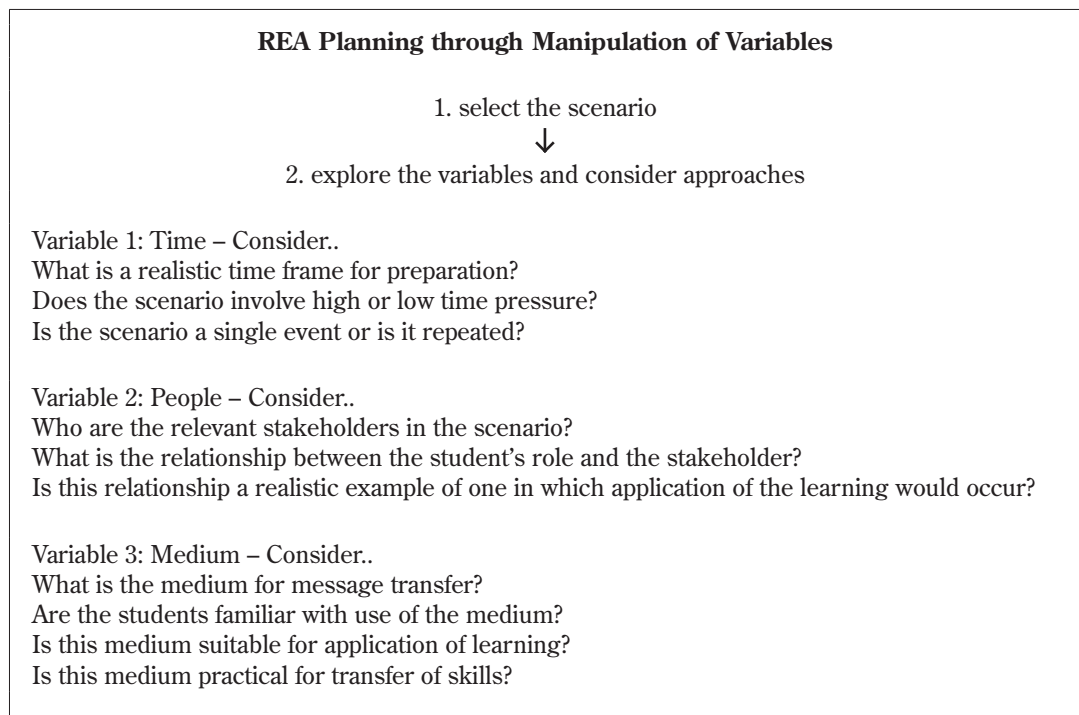 REA Planning through Manipulation of Variables
1. select the scenario
↓
2. explore the variables and consider approaches
Variable 1: Time – Consider..
What is a realistic time frame for preparation?
Does the scenario involve high or low time pressure?
Is the scenario a single event or is it repeated?
Variable 2: People – Consider..
Who are the relevant stakeholders in the scenario?
What is the relationship between the student’s role and the stakeholder?
Is this relationship a realistic example of one in which application of the learning would occur?
Variable 3: Medium – Consider..
What is the medium for message transfer?
Are the students familiar with use of the medium?
Is this medium suitable for application of learning?
Is this medium practical for transfer of skills?